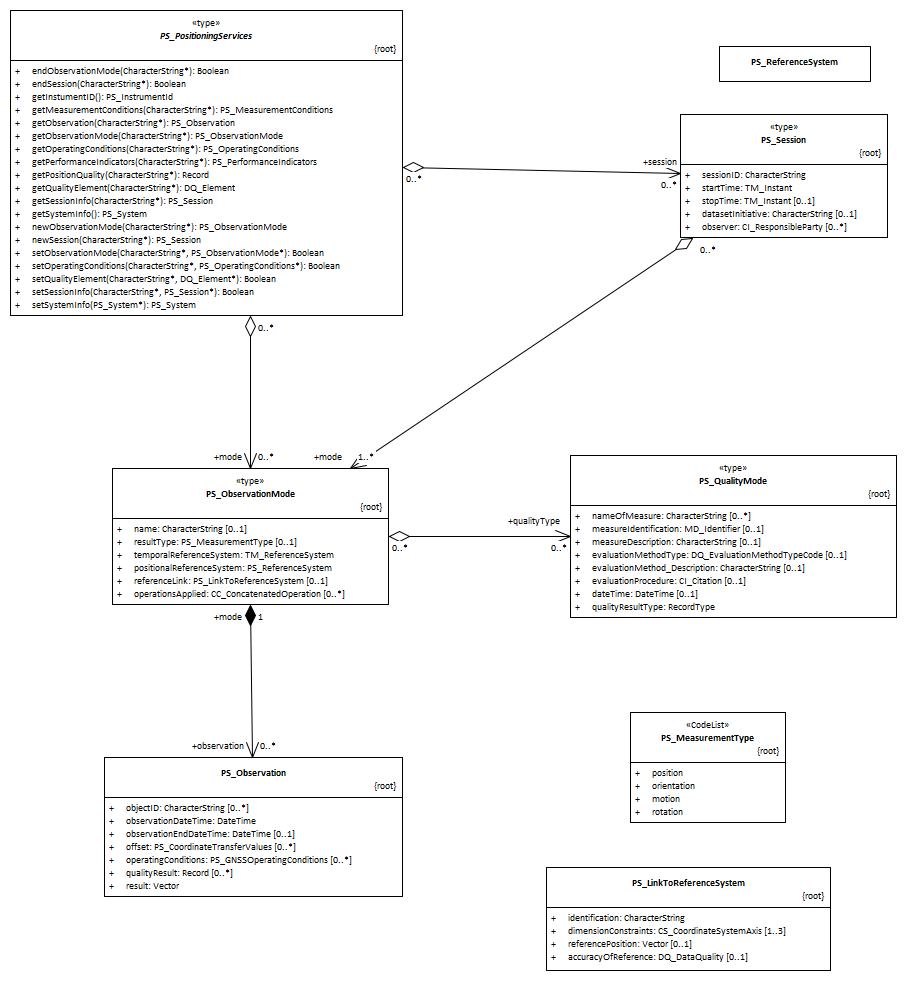 «type»
PS_PositioningServices
{root}
+ endObservationMode(CharacterString*): Boolean
+ endSession(CharacterString*): Boolean
+ getInstumentID(): PS_InstrumentId
+ getMeasurementConditions(CharacterString*): PS_MeasurementConditions
+ getObservation(CharacterString*): PS_Observation
+ getObservationMode(CharacterString*): PS_ObservationMode
+ getOperatingConditions(CharacterString*): PS_OperatingConditions
+ getPerformanceIndicators(CharacterString*): PS_PerformanceIndicators
+ getPositionQuality(CharacterString*): Record
+ getQualityElement(CharacterString*): DQ_Element
+ getSessionInfo(CharacterString*): PS_Session
+ getSystemInfo(): PS_System
+ newObservationMode(CharacterString*): PS_ObservationMode
+ newSession(CharacterString*): PS_Session
+ setObservationMode(CharacterString*, PS_ObservationMode*): Boolean
+ setOperatingConditions(CharacterString*, PS_OperatingConditions*): Boolean
+ setQualityElement(CharacterString*, DQ_Element*): Boolean
+ setSessionInfo(CharacterString*, PS_Session*): Boolean
+ setSystemInfo(PS_System*): PS_System
PS_ReferenceSystem
«type»
PS_Session
{root}
+ sessionID: CharacterString
+ startTime: TM_Instant
+ stopTime: TM_Instant [0..1]
+ datasetInitiative: CharacterString [0..1]
+ observer: CI_ResponsibleParty [0..*]
+session
0..*
0..*
0..*
0..*
+mode
0..*
+mode
1..*
«type»
PS_ObservationMode
{root}
+ name: CharacterString [0..1]
+ resultType: PS_MeasurementType [0..1]
+ temporalReferenceSystem: TM_ReferenceSystem
+ positionalReferenceSystem: PS_ReferenceSystem
+ referenceLink: PS_LinkToReferenceSystem [0..1]
+ operationsApplied: CC_ConcatenatedOperation [0..*]
+qualityType
0..*
0..*
«type»
PS_QualityMode
{root}
+ nameOfMeasure: CharacterString [0..*]
+ measureIdentification: MD_Identifier [0..1]
+ measureDescription: CharacterString [0..1]
+ evaluationMethodType: DQ_EvaluationMethodTypeCode [0..1]
+ evaluationMethod_Description: CharacterString [0..1]
+ evaluationProcedure: CI_Citation [0..1]
+ dateTime: DateTime [0..1]
+ qualityResultType: RecordType
+mode
1
+observation
0..*
PS_Observation
{root}
+ objectID: CharacterString [0..*]
+ observationDateTime: DateTime
+ observationEndDateTime: DateTime [0..1]
+ offset: PS_CoordinateTransferValues [0..*]
+ operatingConditions: PS_GNSSOperatingConditions [0..*]
+ qualityResult: Record [0..*]
+ result: Vector
«CodeList»
PS_MeasurementType
{root}
+ position
+ orientation
+ motion
+ rotation
PS_LinkToReferenceSystem
{root}
+ identification: CharacterString
+ dimensionConstraints: CS_CoordinateSystemAxis [1..3]
+ referencePosition: Vector [0..1]
+ accuracyOfReference: DQ_DataQuality [0..1]